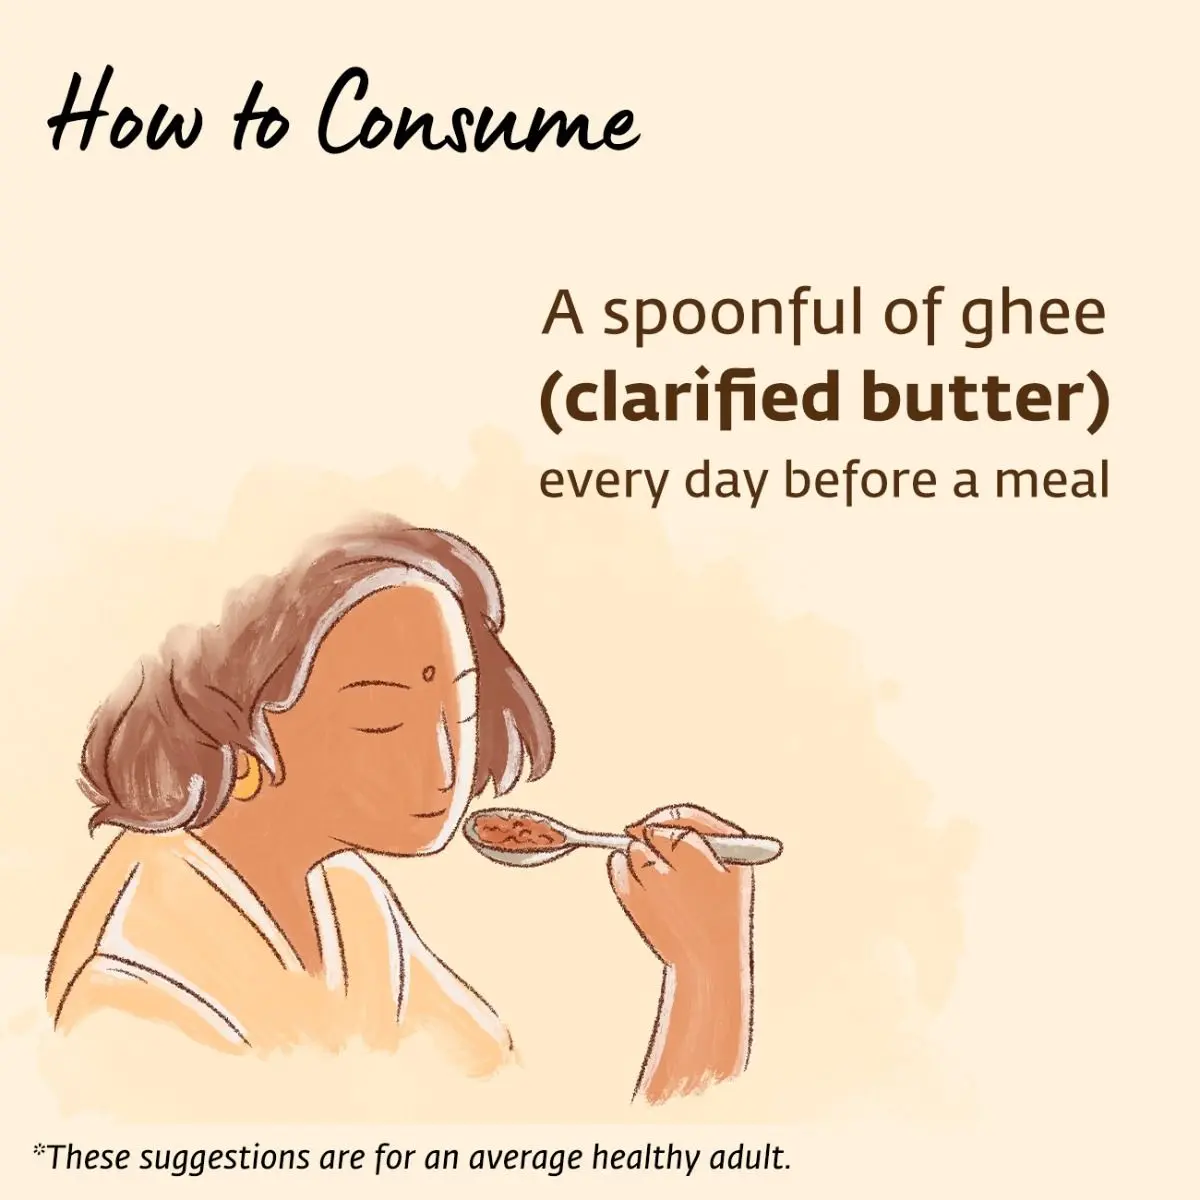 How to Consume
A spoonful of ghee
(clarified butter)
every day before a meal
*These suggestions are for an average healthy adult.